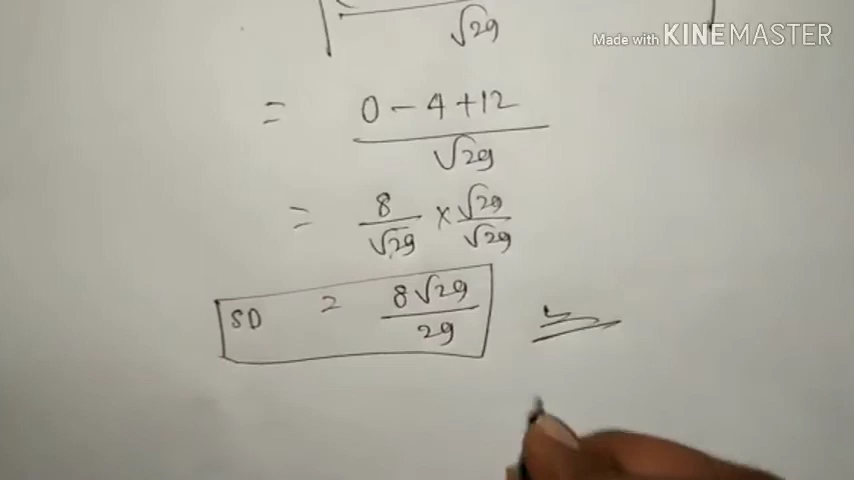 √29
Made with KINEMASTER
= 0 - 4 + 12
√29
= 8/√29 × √29/√29
SD = 8√29/29